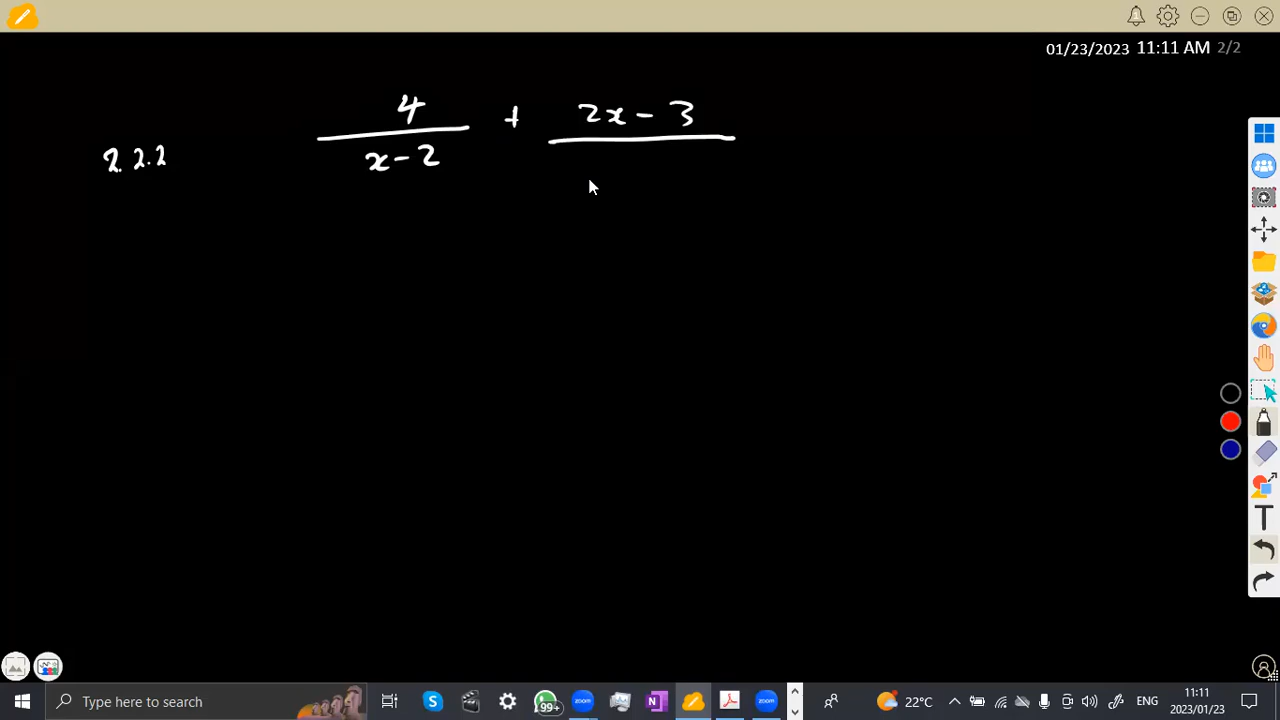 01/23/2023 11:11 AM 2/2
4 + 2x - 3
2.2.2 x - 2
Type here to search
99+
22°C
ENG
11:11
2023/01/23